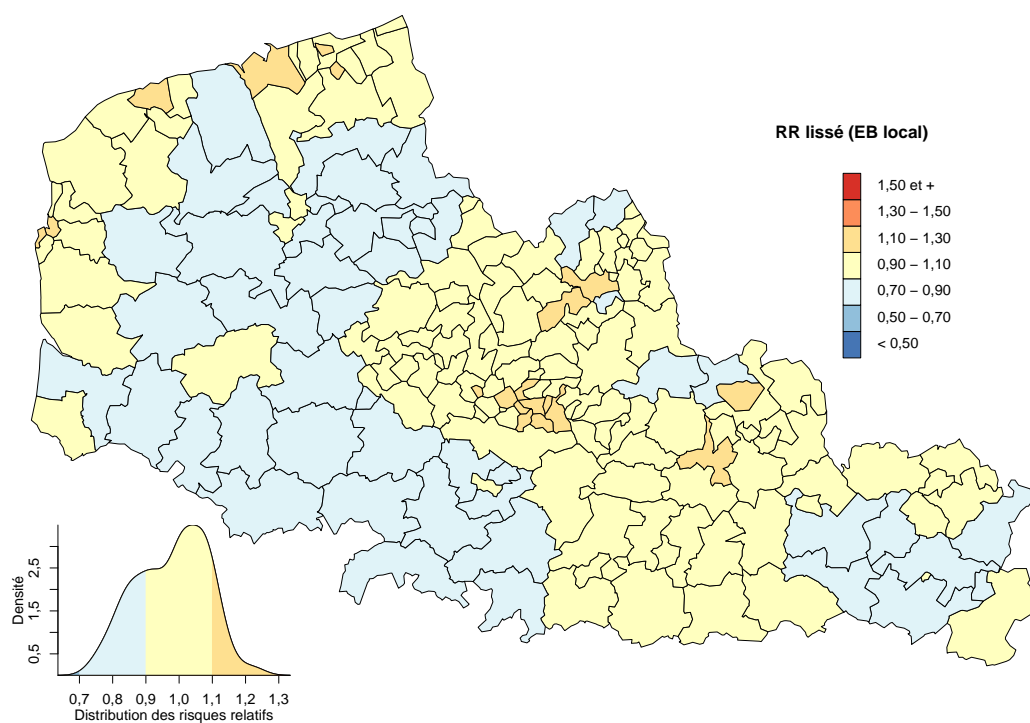 RR lissé (EB local)
1,50 et +
1,30 – 1,50
1,10 – 1,30
0,90 – 1,10
0,70 – 0,90
0,50 – 0,70
< 0,50
Densité
2,5
1,5
0,5
0,7 0,8 0,9 1,0 1,1 1,2 1,3
Distribution des risques relatifs